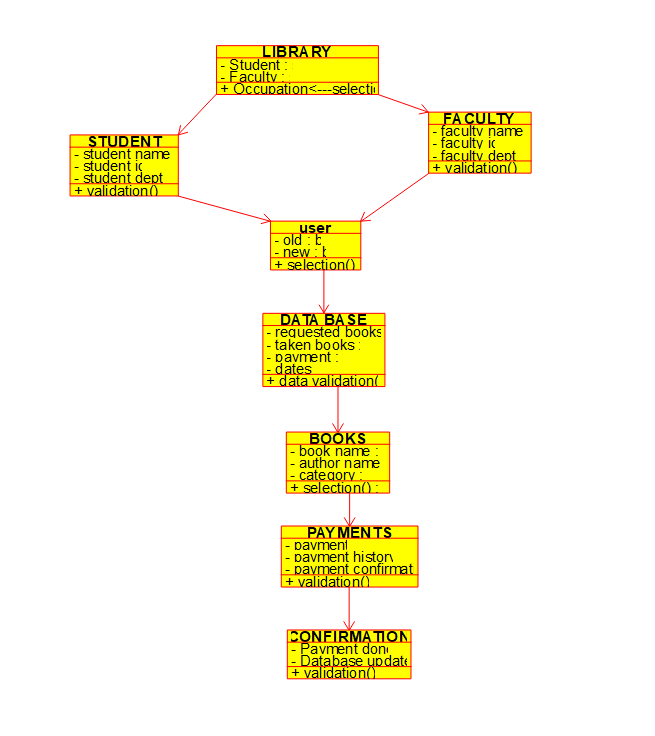 LIBRARY
- Student :
- Faculty :
+ Occupation<---selecti
FACULTY
- faculty name
- faculty ic
- faculty dept
+ validation()
STUDENT
- student name
- student ic
- student dept
+ validation()
user
- old : b
- new : b
+ selection()
DATA BASE
- requested books
- taken books :
- payment :
- dates
+ data validation(
BOOKS
- book name :
- author name
- category :
+ selection() :
PAYMENTS
- payment
- payment history
- payment confirmat
+ validation()
CONFIRMATION
- Payment done
- Database update
+ validation()